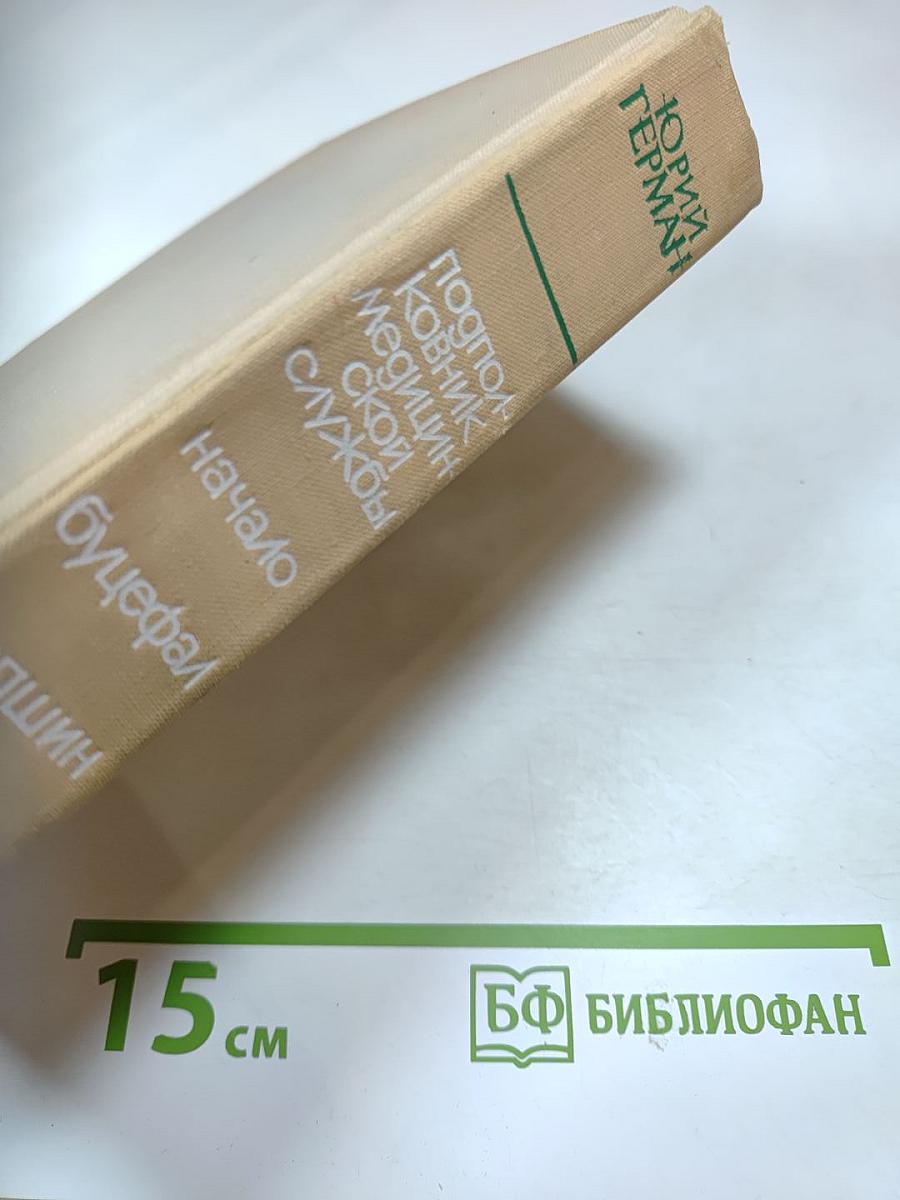 ЮРИЙ
ГЕРМАН
подпол
ковник
медицин
ской
службы
начало
буцефал
15 см
БФ БИБЛИОФАН